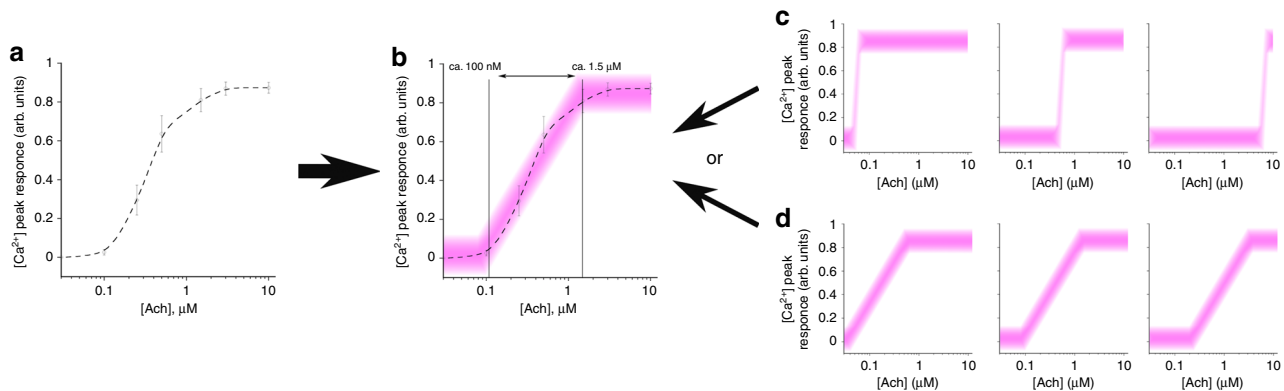 a
[Ca²⁺] peak responce (arb. units)
1
0.8
0.6
0.4
0.2
0
0.1
1
10
[Ach], μM
b
ca. 100 nM
ca. 1.5 μM
[Ca²⁺] peak responce (arb. units)
1
0.8
0.6
0.4
0.2
0
0.1
1
10
[Ach], μM
or
c
[Ca²⁺] peak
responce (arb. units)
1
0.8
0.6
0.4
0.2
0
0.1 1 10
0.1 1 10
0.1 1 10
[Ach] (μM)
[Ach] (μM)
[Ach] (μM)
d
[Ca²⁺] peak
responce (arb. units)
1
0.8
0.6
0.4
0.2
0
0.1 1 10
0.1 1 10
0.1 1 10
[Ach] (μM)
[Ach] (μM)
[Ach] (μM)